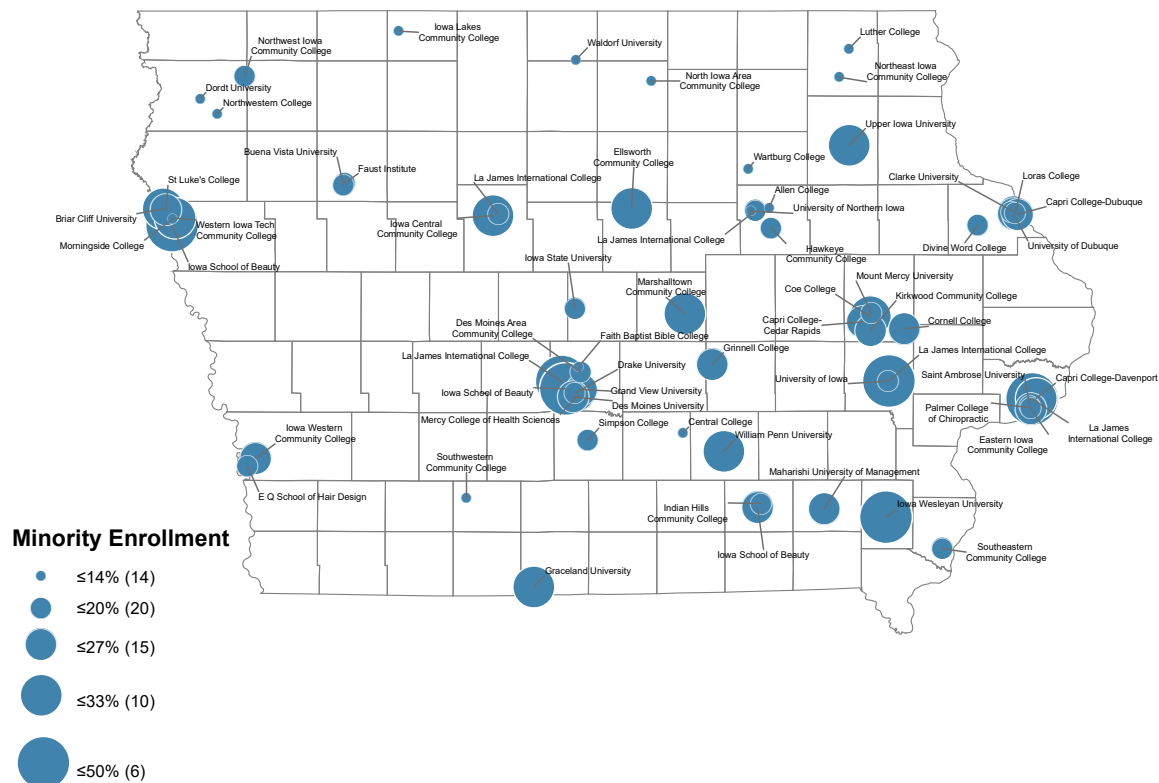 Iowa Lakes
Community College
Luther College
Northwest Iowa
Community College
Waldorf University
Northeast Iowa
Community College
North Iowa Area
Community College
Dordt University
Northwestern College
Upper Iowa University
Buena Vista University
Faust Institute
Ellsworth
Community College
Wartburg College
St Luke's College
La James International College
Clarke University
Loras College
Allen College
Capri College-Dubuque
University of Northern Iowa
Briar Cliff University
Western Iowa Tech
Community College
Iowa Central
Community College
La James International College
Morningside College
Divine Word College
University of Dubuque
Hawkeye
Community College
Iowa School of Beauty
Iowa State University
Mount Mercy University
Marshalltown
Community College
Coe College
Kirkwood Community College
Capri College-
Cedar Rapids
Cornell College
Des Moines Area
Community College
Faith Baptist Bible College
Grinnell College
La James International College
La James International College
Drake University
Saint Ambrose University
Capri College-Davenport
University of Iowa
Iowa School of Beauty
Grand View University
Des Moines University
Palmer College
of Chiropractic
La James
International College
Mercy College of Health Sciences
Simpson College
Central College
Eastern Iowa
Community College
Iowa Western
Community College
William Penn University
Southwestern
Community College
Maharishi University of Management
E Q School of Hair Design
Indian Hills
Community College
Iowa Wesleyan University
Iowa School of Beauty
Southeastern
Community College
Graceland University
Minority Enrollment
≤14% (14)
≤20% (20)
≤27% (15)
≤33% (10)
≤50% (6)